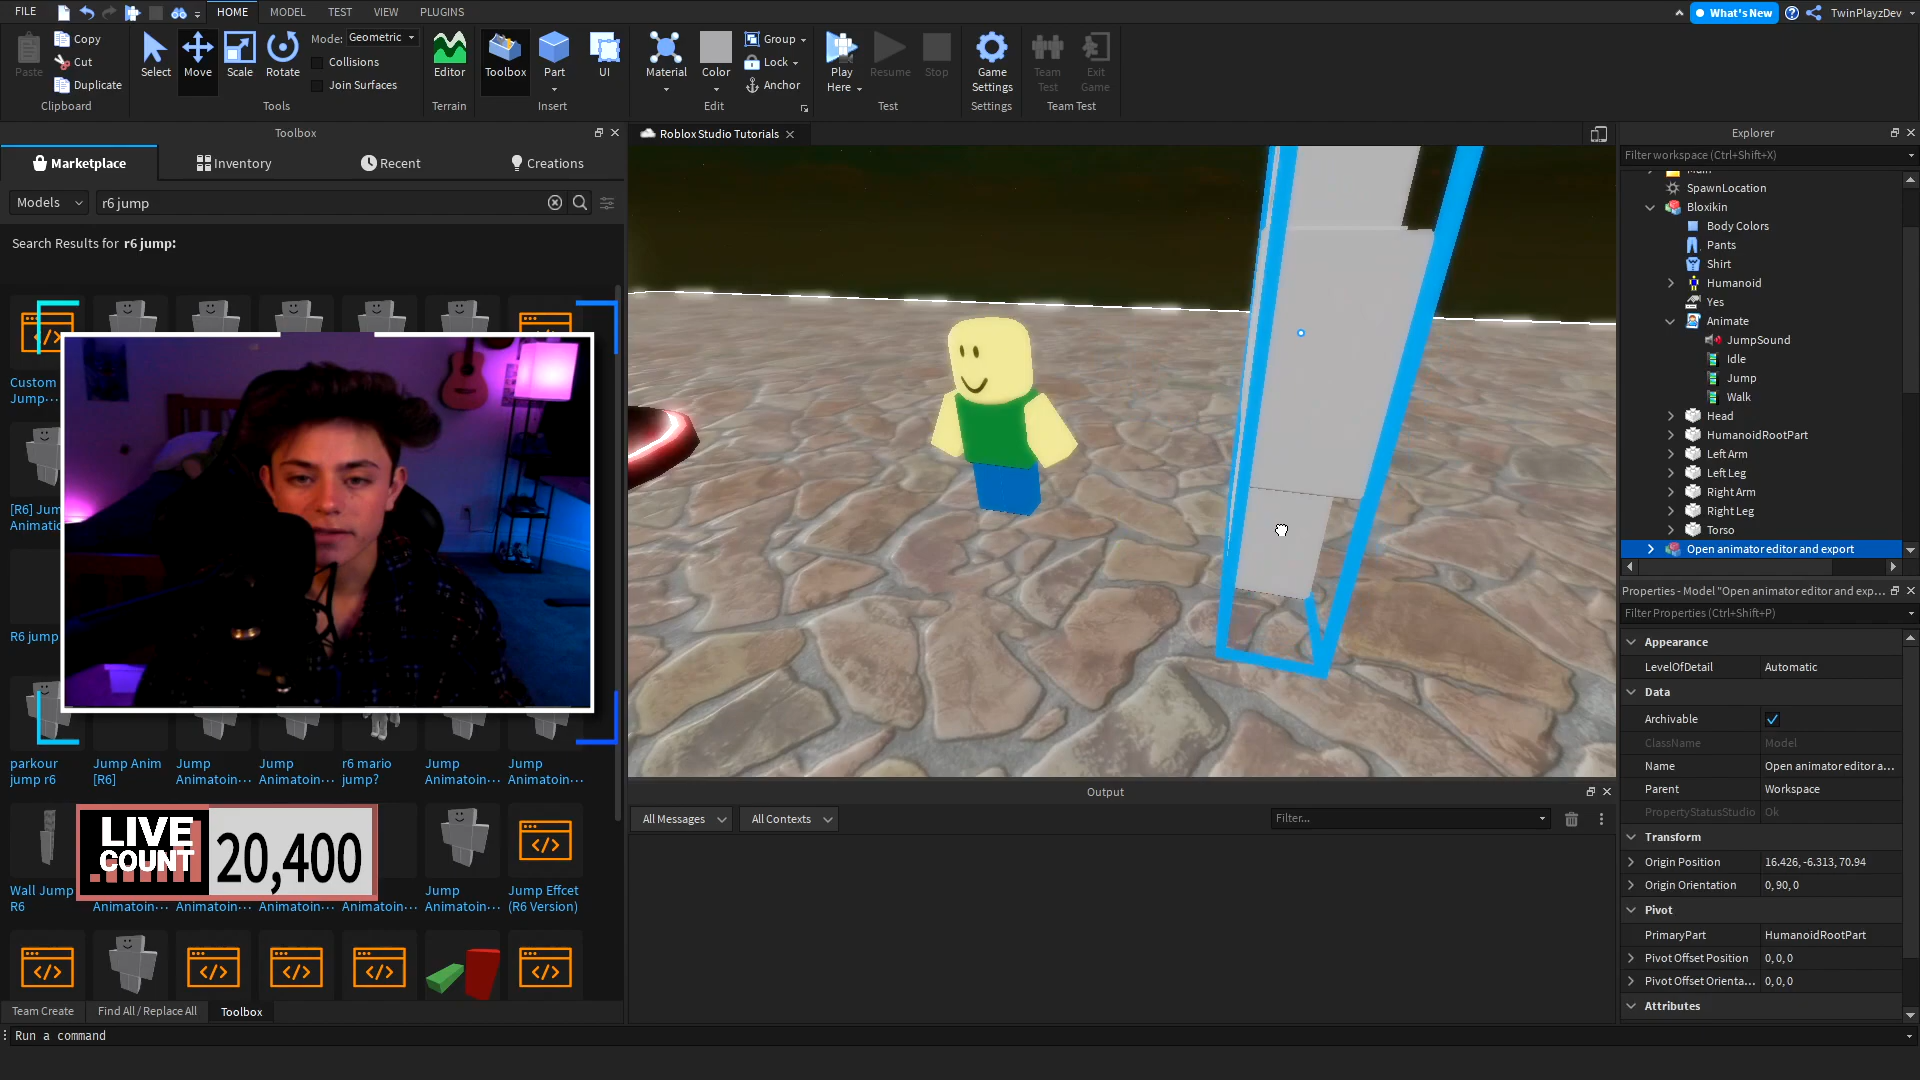 FILE
HOME
MODEL
TEST
VIEW
PLUGINS
What's New
TwinPlayzDev
Paste
Copy
Cut
Duplicate
Clipboard
Select
Move
Scale
Rotate
Mode: Geometric
Collisions
Join Surfaces
Tools
Editor
Terrain
Toolbox
Part
UI
Insert
Material
Color
Group
Lock
Anchor
Edit
Play
Here
Resume
Stop
Test
Game
Settings
Settings
Team
Test
Exit
Game
Team Test
Toolbox
Marketplace
Inventory
Recent
Creations
Models
r6 jump
Search Results for r6 jump:
Custom
Jump...
[R6] Jum
Animatic
R6 jump
parkour
jump r6
Jump Anim
[R6]
Jump
Animatoin...
Jump
Animatoin...
r6 mario
jump?
Jump
Animatoin...
Jump
Animatoin...
Wall Jump
R6
Animatoin...
Animatoin...
Animatoin...
Animatoin...
Jump
Animatoin...
Jump Effcet
(R6 Version)
LIVE
COUNT
20,400
Team Create
Find All / Replace All
Toolbox
Run a command
Roblox Studio Tutorials
Output
All Messages
All Contexts
Filter...
Explorer
Filter workspace (Ctrl+Shift+X)
SpawnLocation
Bloxikin
Body Colors
Pants
Shirt
Humanoid
Yes
Animate
JumpSound
Idle
Jump
Walk
Head
HumanoidRootPart
Left Arm
Left Leg
Right Arm
Right Leg
Torso
Open animator editor and export
Properties - Model "Open animator editor and exp...
Filter Properties (Ctrl+Shift+P)
Appearance
LevelOfDetail Automatic
Data
Archivable
ClassName Model
Name Open animator editor a...
Parent Workspace
PropertyStatusStudio Ok
Transform
Origin Position 16.426, -6.313, 70.94
Origin Orientation 0, 90, 0
Pivot
PrimaryPart HumanoidRootPart
Pivot Offset Position 0, 0, 0
Pivot Offset Orienta... 0, 0, 0
Attributes